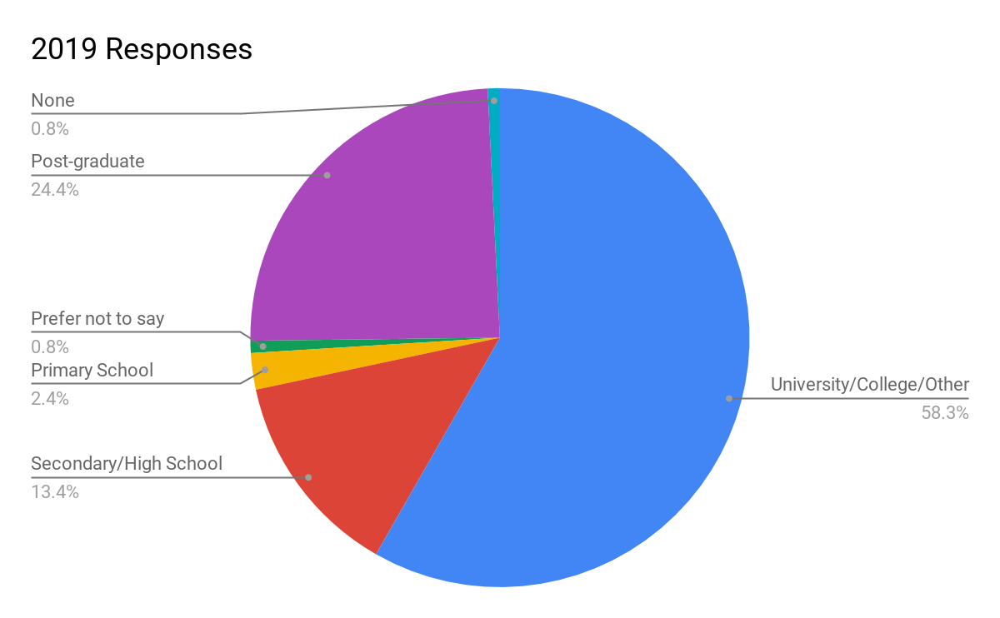 2019 Responses
None
0.8%
Post-graduate
24.4%
Prefer not to say
0.8%
Primary School
2.4%
Secondary/High School
13.4%
University/College/Other
58.3%